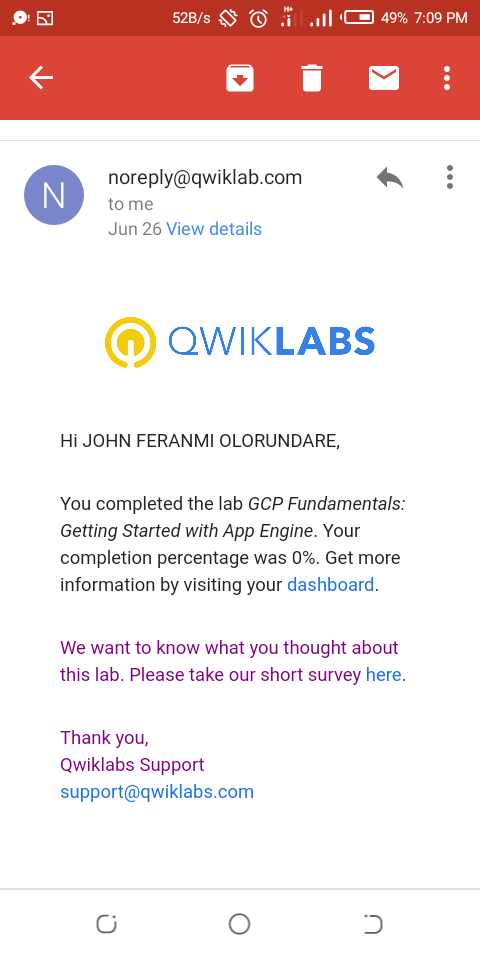 52B/s H+ 49% 7:09 PM
N
noreply@qwiklab.com
to me
Jun 26 View details
QWIKLABS
Hi JOHN FERANMI OLORUNDARE,
You completed the lab GCP Fundamentals:
Getting Started with App Engine. Your
completion percentage was 0%. Get more
information by visiting your dashboard.
We want to know what you thought about
this lab. Please take our short survey here.
Thank you,
Qwiklabs Support
support@qwiklabs.com